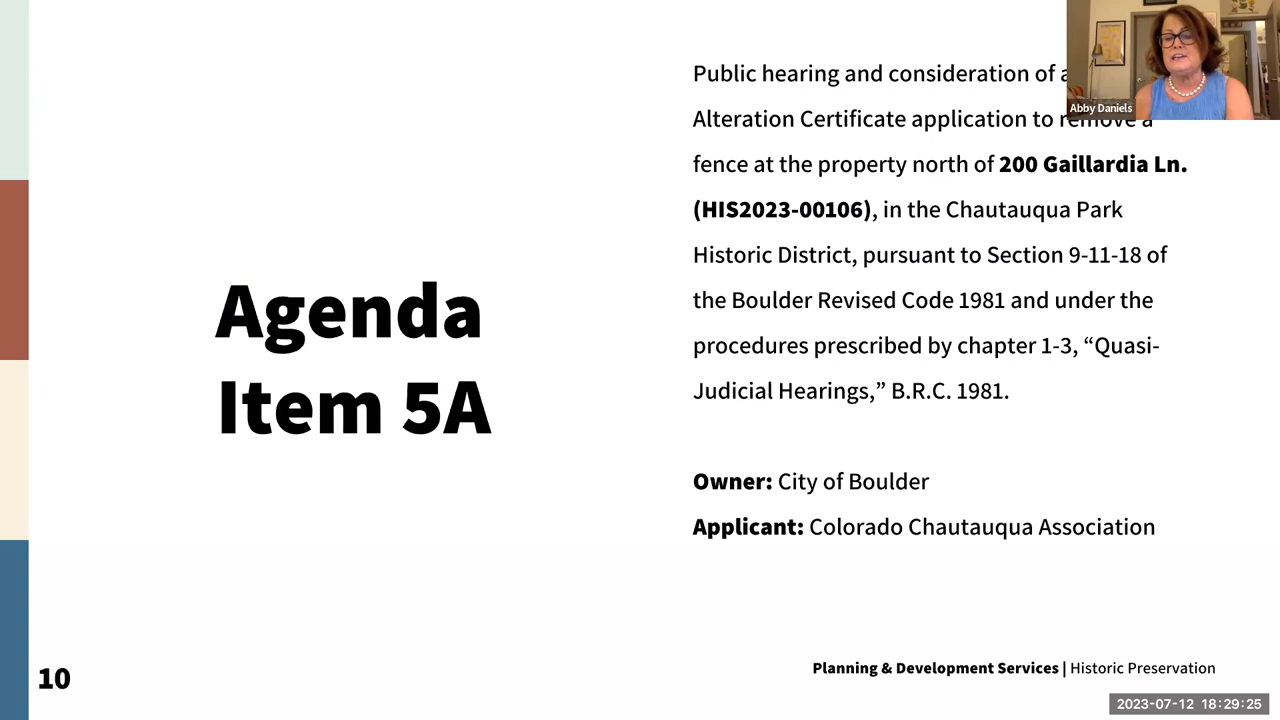 Agenda
Item 5A
Public hearing and consideration of a
Alteration Certificate application to remove a
fence at the property north of 200 Gaillardia Ln.
(HIS2023-00106), in the Chautauqua Park
Historic District, pursuant to Section 9-11-18 of
the Boulder Revised Code 1981 and under the
procedures prescribed by chapter 1-3, “Quasi-
Judicial Hearings,” B.R.C. 1981.
Owner: City of Boulder
Applicant: Colorado Chautauqua Association
Abby Daniels
10
Planning & Development Services | Historic Preservation
2023-07-12 18:29:25